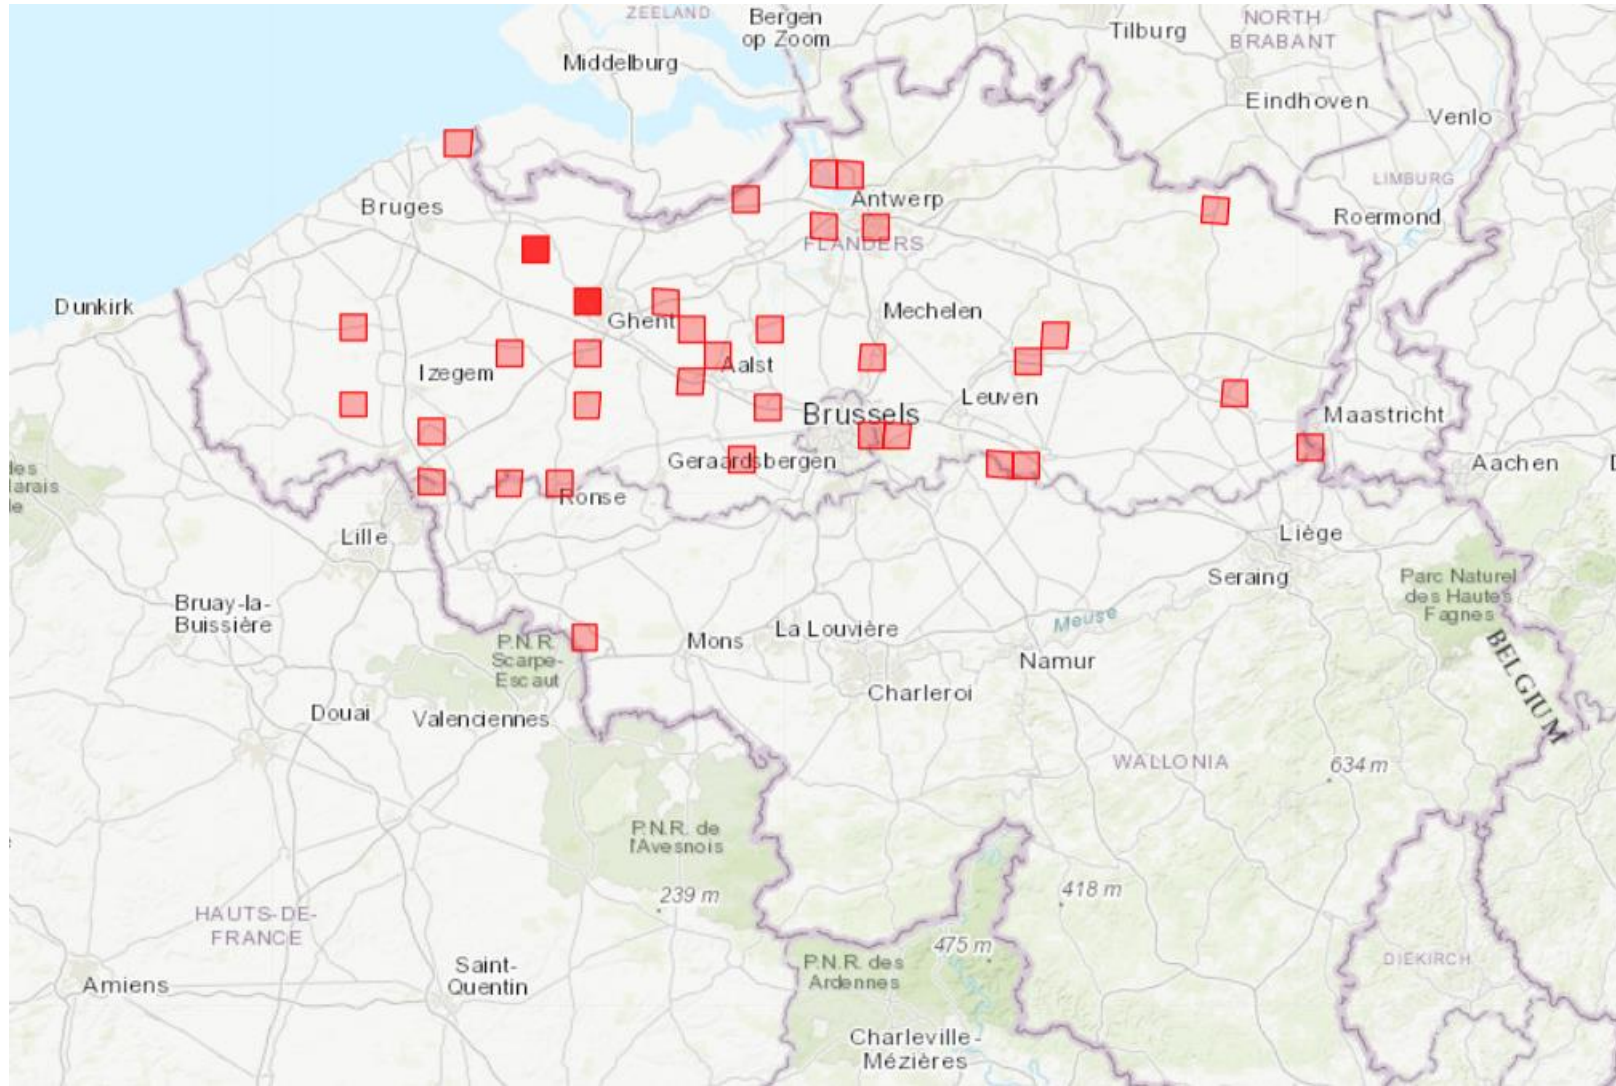 ZEELAND
Bergen
op Zoom
Tilburg
NORTH
BRABANT
Middelburg
Eindhoven
Venlo
LIMBURG
Bruges
Antwerp
Roermond
FLANDERS
Dunkirk
Ghent
Mechelen
Izegem
Aalst
Leuven
Brussels
Maastricht
Geraardsbergen
Aachen
les
larais
e
Ronse
Lille
Liège
Seraing
Parc Naturel
des Hautes
Fagnes
Bruay-la-
Buissière
P.N.R.
Scarpe-
Escaut
Mons
La Louvière
Meuse
Namur
BELGIUM
Charleroi
Douai
Valenciennes
WALLONIA
634 m
P.N.R. de
l'Avesnois
239 m
418 m
HAUTS-DE-
FRANCE
475 m
Saint-
Quentin
P.N.R. des
Ardennes
DIEKIRCH
Amiens
Charleville-
Mézières